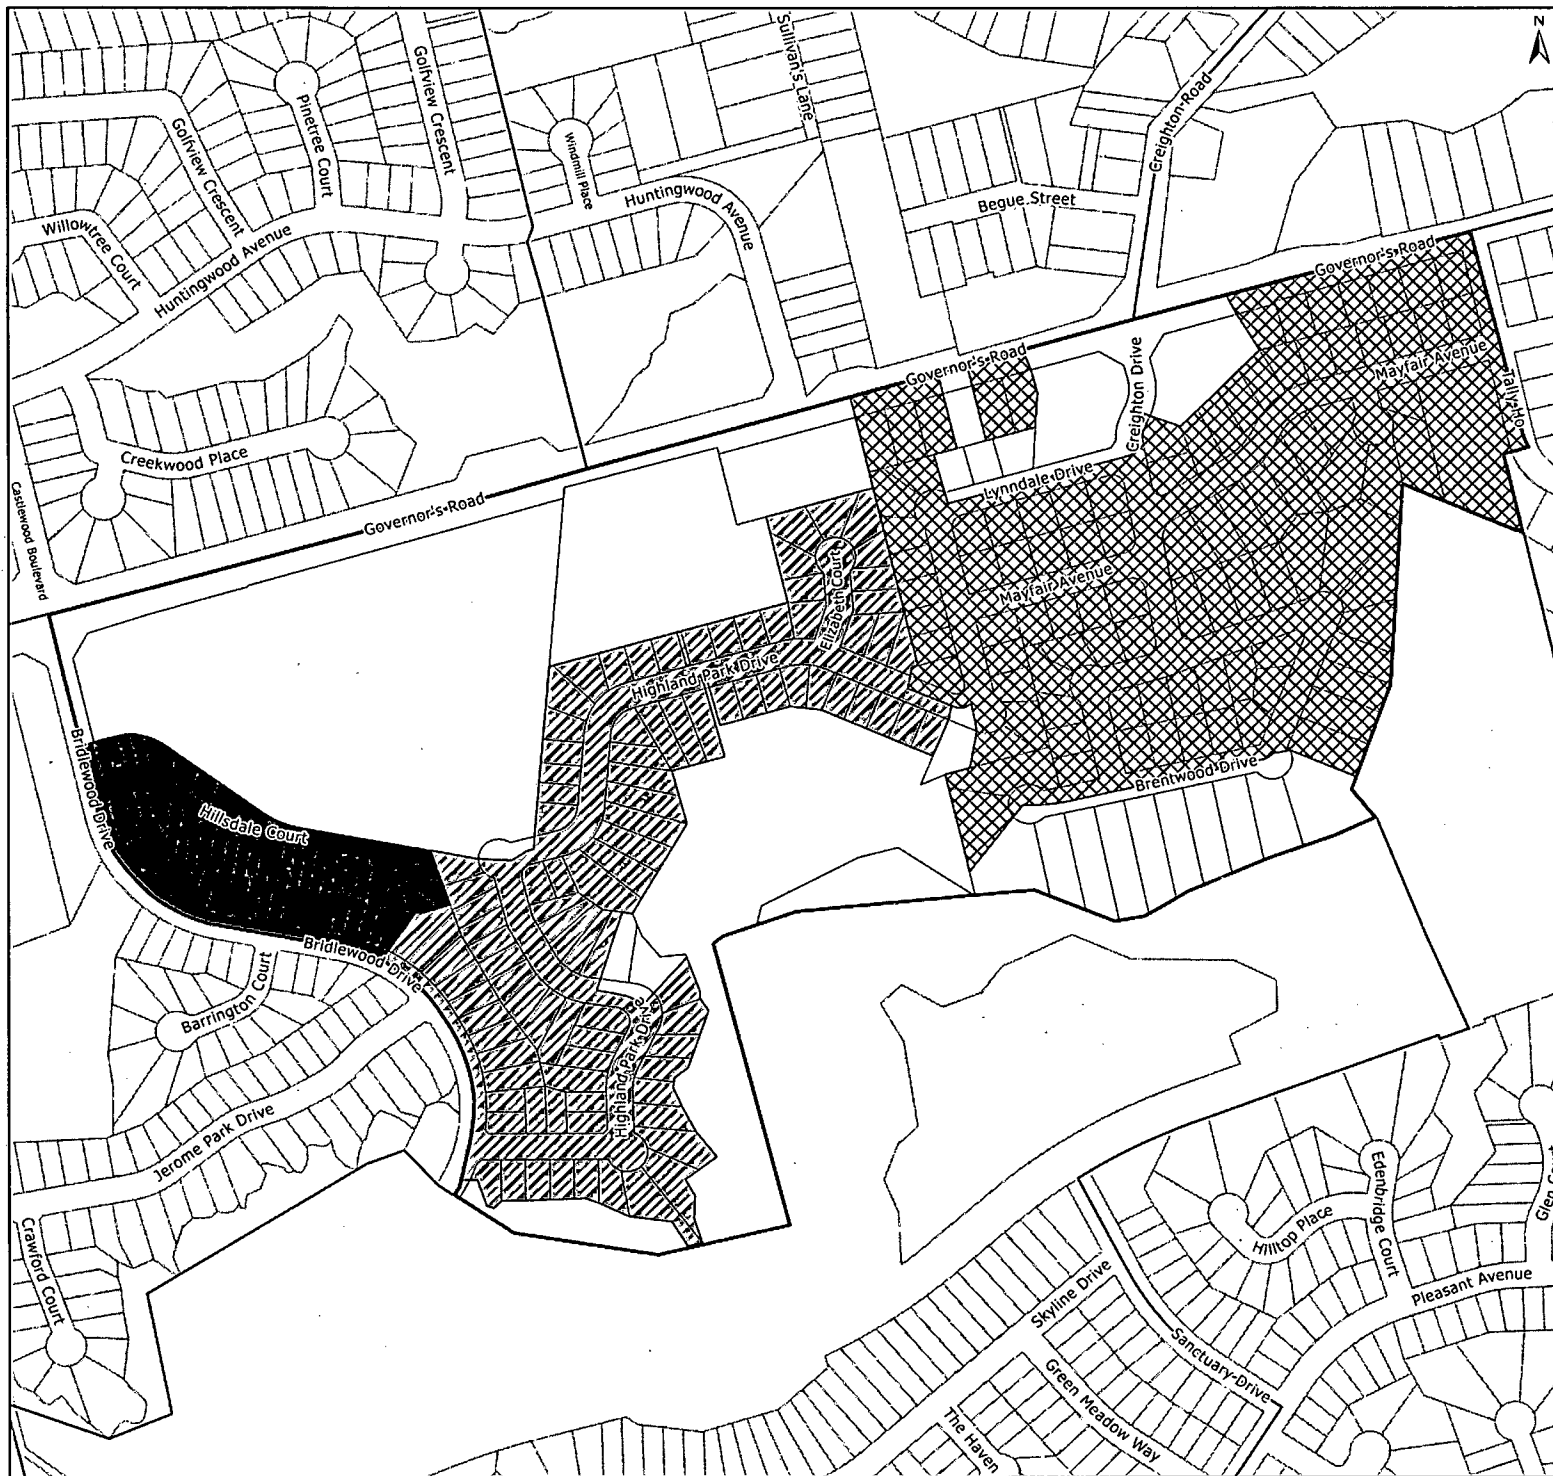 N
Sullivan's Lane
Golfview Crescent
Pinetree Court
Golfview Crescent
Creighton Road
Windmill Place
Huntingwood Avenue
Begue Street
Willowtree Court
Huntingwood Avenue
Governor's Road
Mayfair Avenue
Tally Ho
Governor's Road
Creighton Drive
Creekwood Place
Lynndale Drive
Castlewood Boulevard
Governor's Road
Elizabeth Court
Mayfair Avenue
Highland Park Drive
Brentwood Drive
Bridlewood Drive
Hillsdale Court
Bridlewood Drive
Barrington Court
Highland Park Drive
Jerome Park Drive
Crawford Court
Edenbridge Court
Glen Court
Hilltop Place
Pleasant Avenue
Skyline Drive
Sanctuary Drive
Green Meadow Way
The Haven